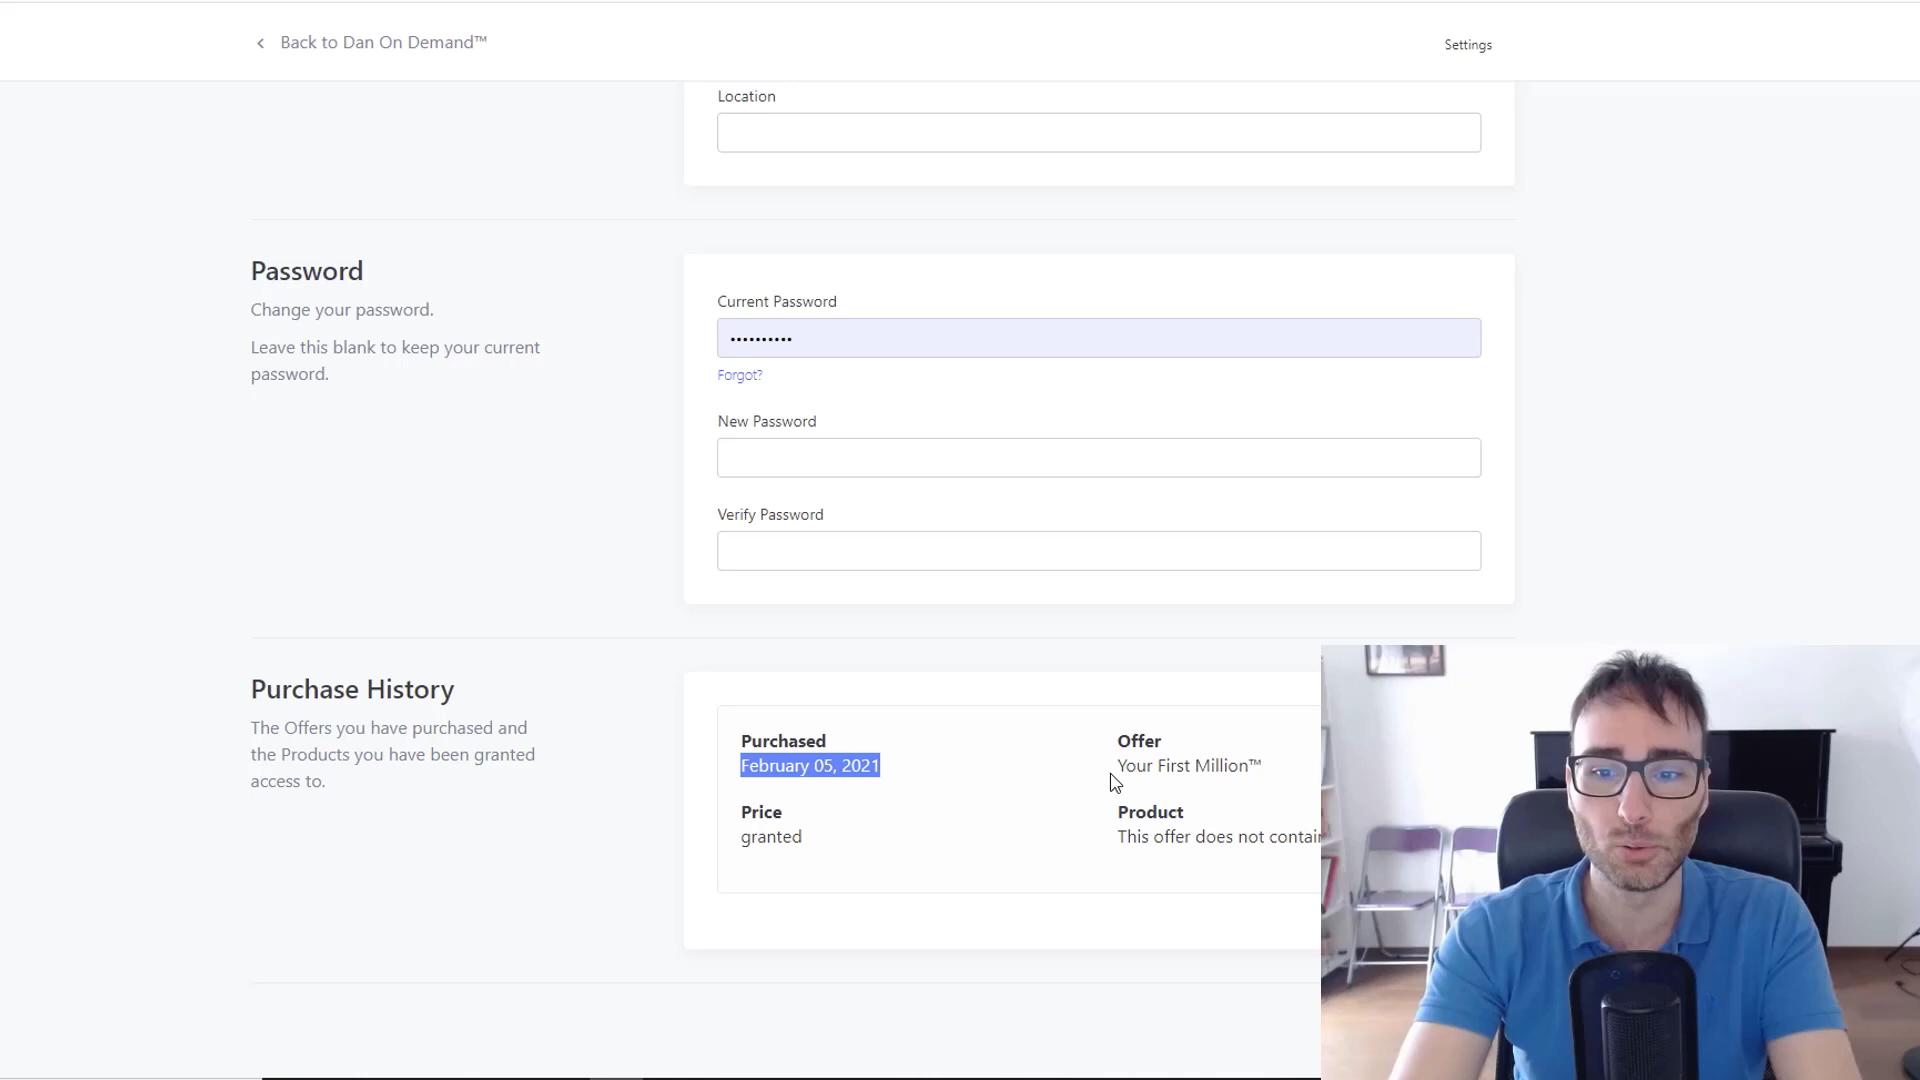 Back to Dan On Demand™
Settings
Location
Password
Change your password.
Leave this blank to keep your current
password.
Current Password
••••••••••
Forgot?
New Password
Verify Password
Purchase History
The Offers you have purchased and
the Products you have been granted
access to.
Purchased
February 05, 2021
Offer
Your First Million™
Price
granted
Product
This offer does not contain